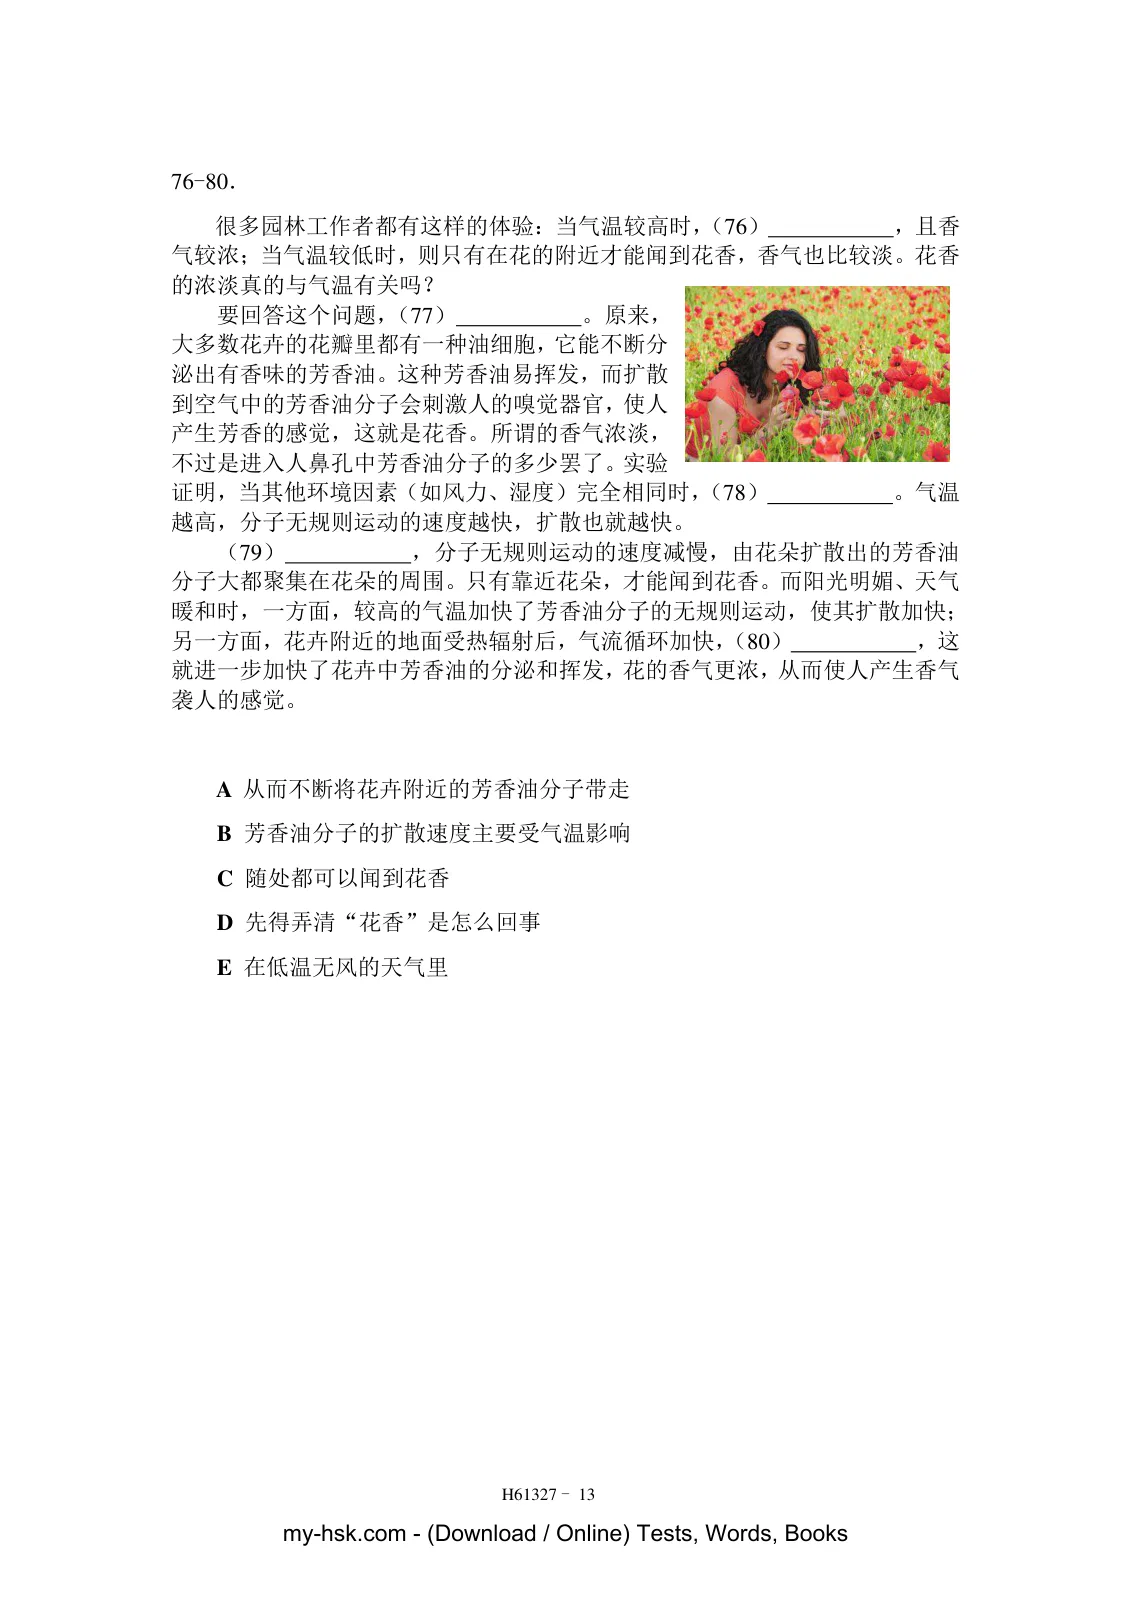 76-80.
很多园林工作者都有这样的体验：当气温较高时，（76）___________，且香
气较浓；当气温较低时，则只有在花的附近才能闻到花香，香气也比较淡。花香
的浓淡真的与气温有关吗？
要回答这个问题，（77）___________。原来，
大多数花卉的花瓣里都有一种油细胞，它能不断分
泌出有香味的芳香油。这种芳香油易挥发，而扩散
到空气中的芳香油分子会刺激人的嗅觉器官，使人
产生芳香的感觉，这就是花香。所谓的香气浓淡，
不过是进入人鼻孔中芳香油分子的多少罢了。实验
证明，当其他环境因素（如风力、湿度）完全相同时，（78）___________。气温
越高，分子无规则运动的速度越快，扩散也就越快。
（79）___________，分子无规则运动的速度减慢，由花朵扩散出的芳香油
分子大都聚集在花朵的周围。只有靠近花朵，才能闻到花香。而阳光明媚、天气
暖和时，一方面，较高的气温加快了芳香油分子的无规则运动，使其扩散加快；
另一方面，花卉附近的地面受热辐射后，气流循环加快，（80）___________，这
就进一步加快了花卉中芳香油的分泌和挥发，花的香气更浓，从而使人产生香气
袭人的感觉。
A 从而不断将花卉附近的芳香油分子带走
B 芳香油分子的扩散速度主要受气温影响
C 随处都可以闻到花香
D 先得弄清“花香”是怎么回事
E 在低温无风的天气里
H61327 - 13
my-hsk.com - (Download / Online) Tests, Words, Books